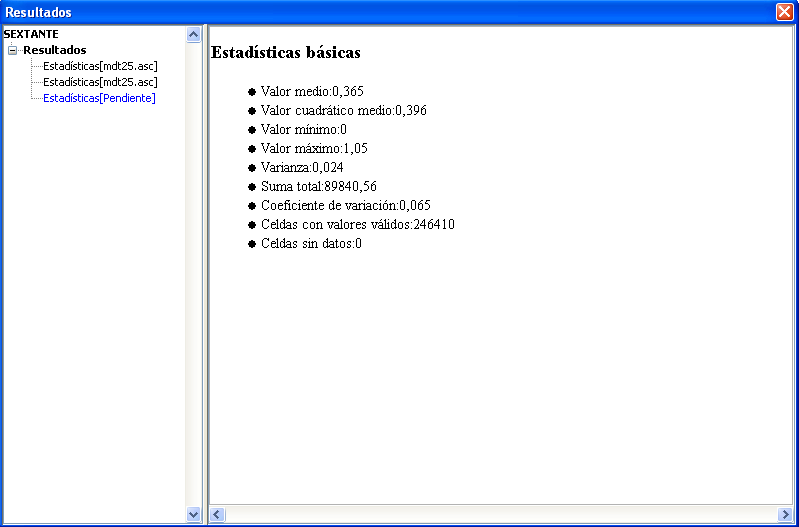 Resultados
SEXTANTE
Resultados
Estadísticas[mdt25.asc]
Estadísticas[mdt25.asc]
Estadísticas[Pendiente]
Estadísticas básicas
Valor medio:0,365
Valor cuadrático medio:0,396
Valor mínimo:0
Valor máximo:1,05
Varianza:0,024
Suma total:89840,56
Coeficiente de variación:0,065
Celdas con valores válidos:246410
Celdas sin datos:0